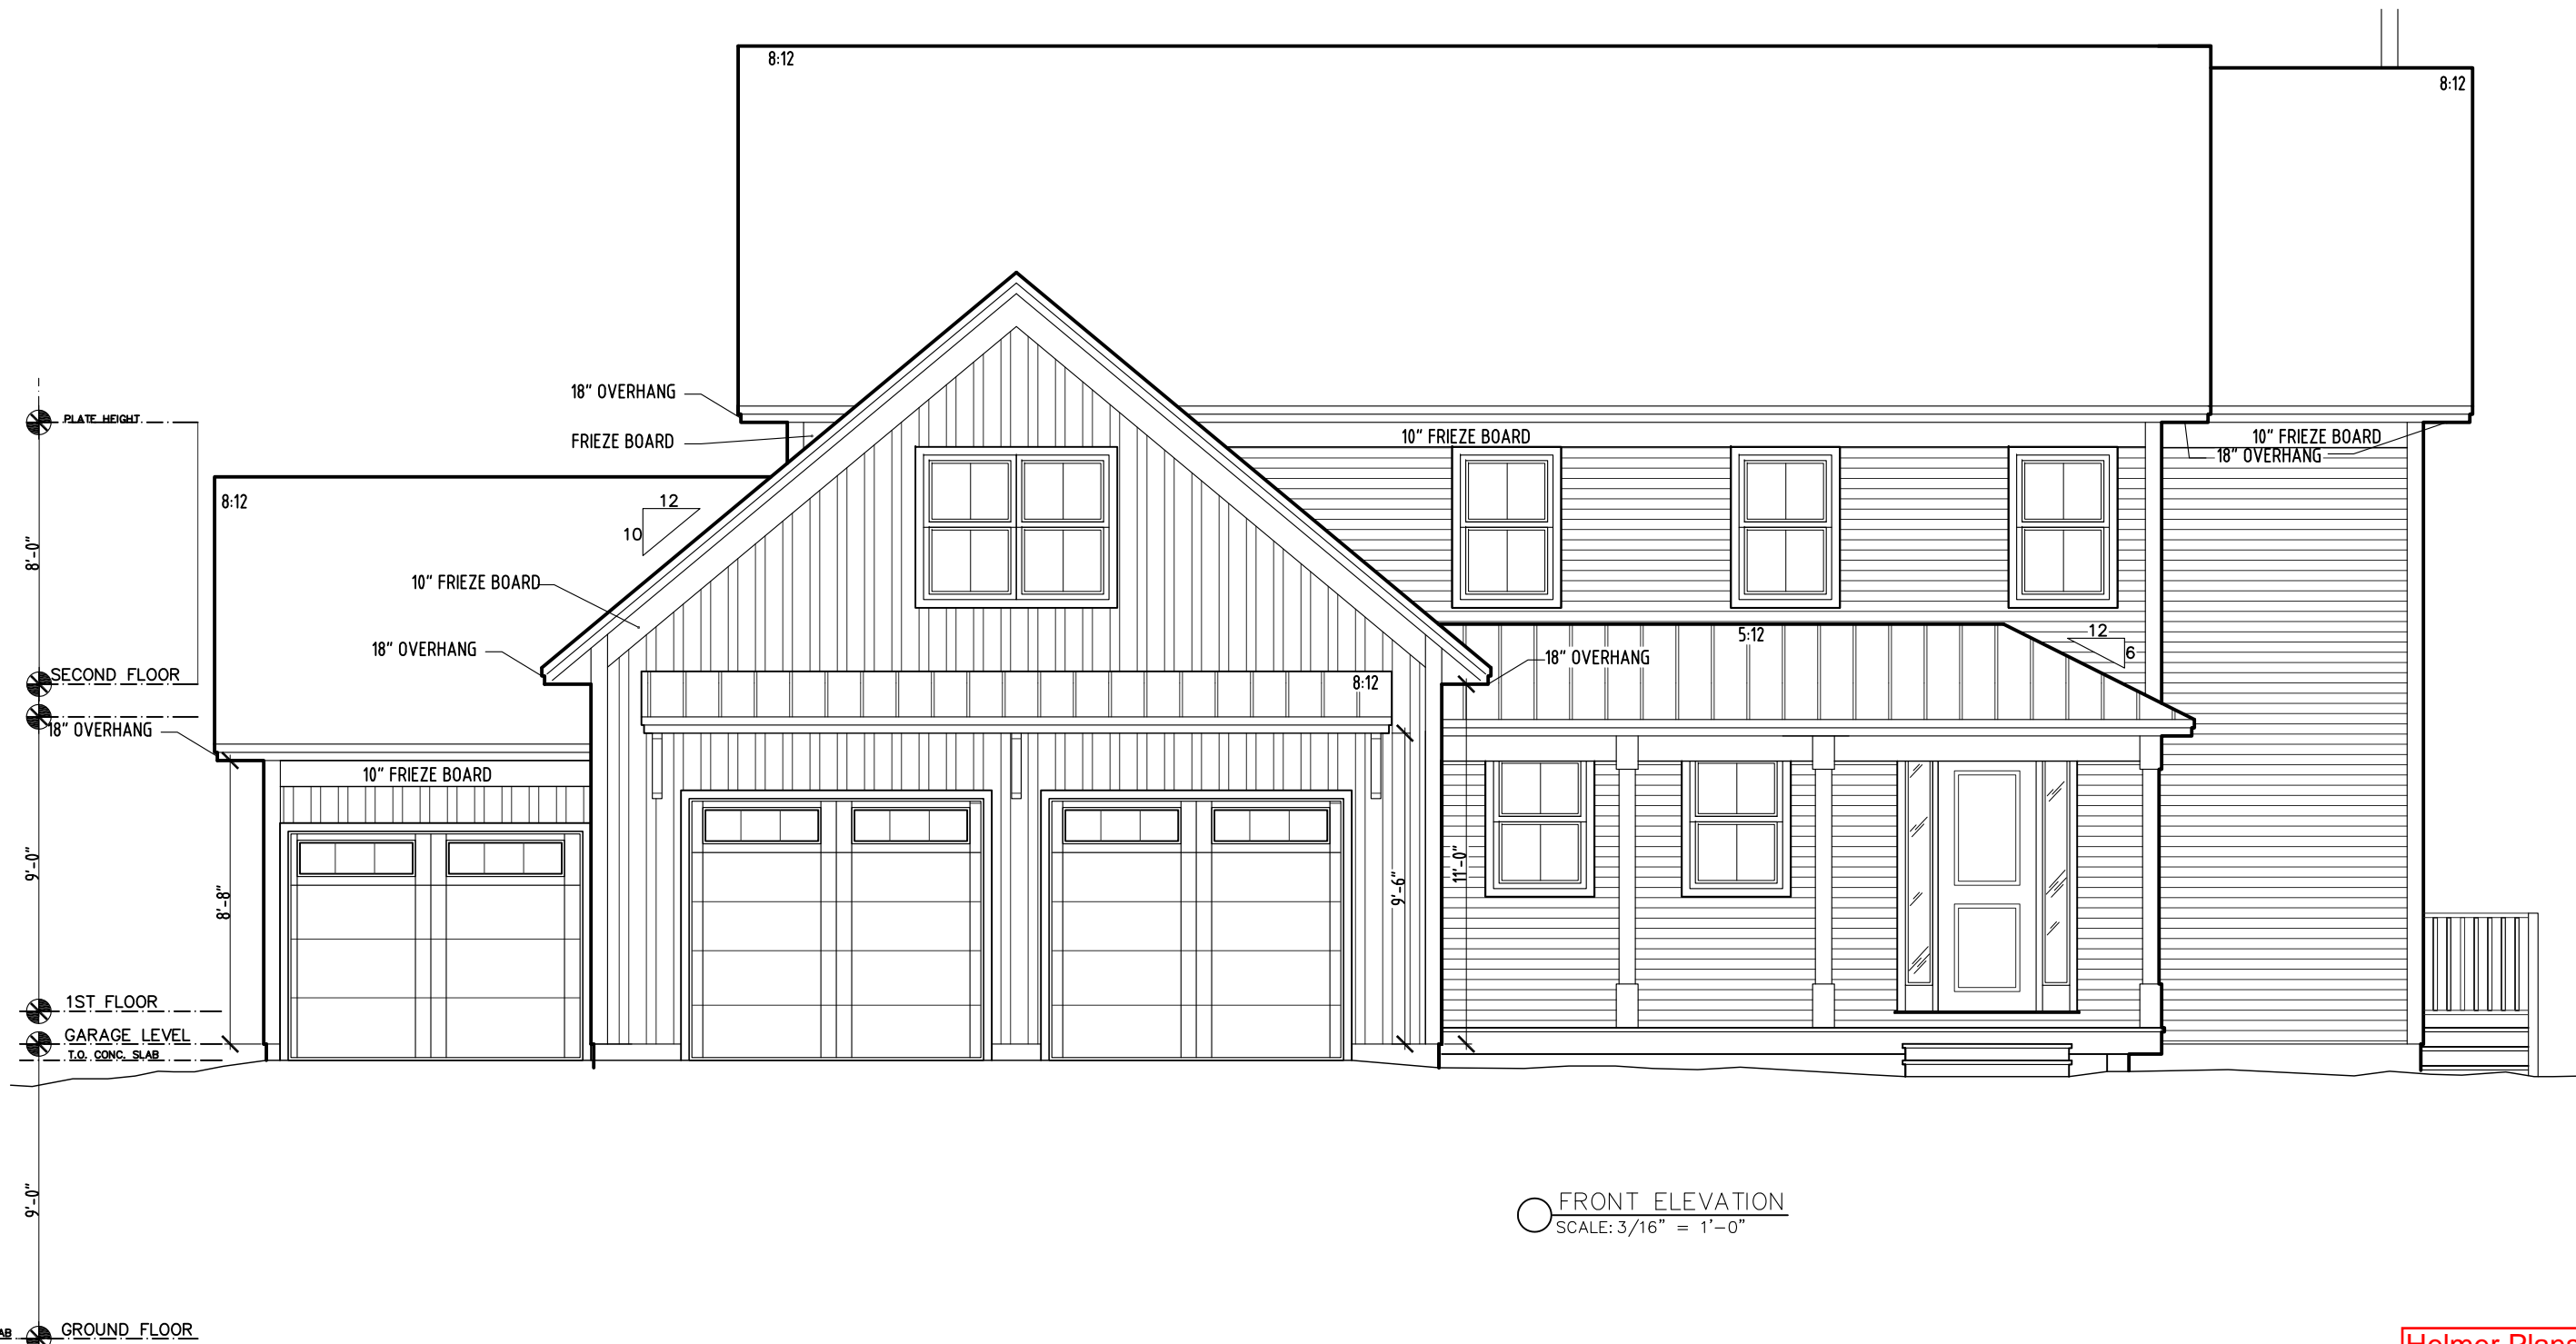 8:12
8:12
18" OVERHANG
PLATE HEIGHT
FRIEZE BOARD
10" FRIEZE BOARD
10" FRIEZE BOARD
18" OVERHANG
8:12
12
10
8'-0"
10" FRIEZE BOARD
12
5:12
6
18" OVERHANG
18" OVERHANG
SECOND FLOOR
8:12
18" OVERHANG
10" FRIEZE BOARD
9'-0"
8'-8"
9'-6"
11'-0"
1ST FLOOR
GARAGE LEVEL
T.O. CONC. SLAB
9'-0"
FRONT ELEVATION
SCALE: 3/16" = 1'-0"
GROUND FLOOR